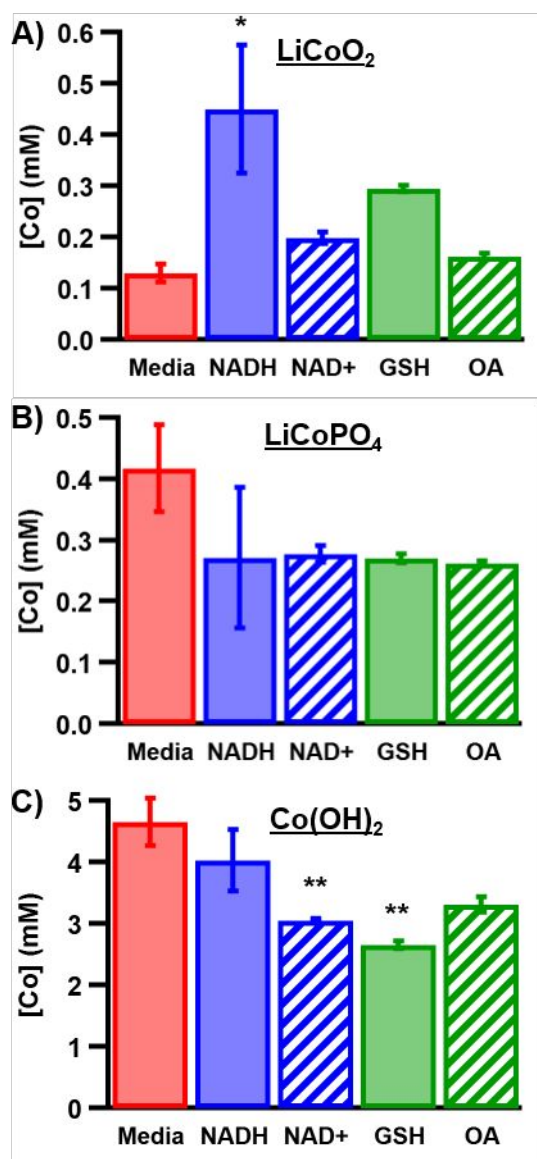 A)
LiCoO₂
*
[Co] (mM)
0.6
0.5
0.4
0.3
0.2
0.1
0.0
Media NADH NAD+ GSH OA
B)
LiCoPO₄
[Co] (mM)
0.5
0.4
0.3
0.2
0.1
0.0
Media NADH NAD+ GSH OA
C)
Co(OH)₂
** **
[Co] (mM)
5
4
3
2
1
0
Media NADH NAD+ GSH OA